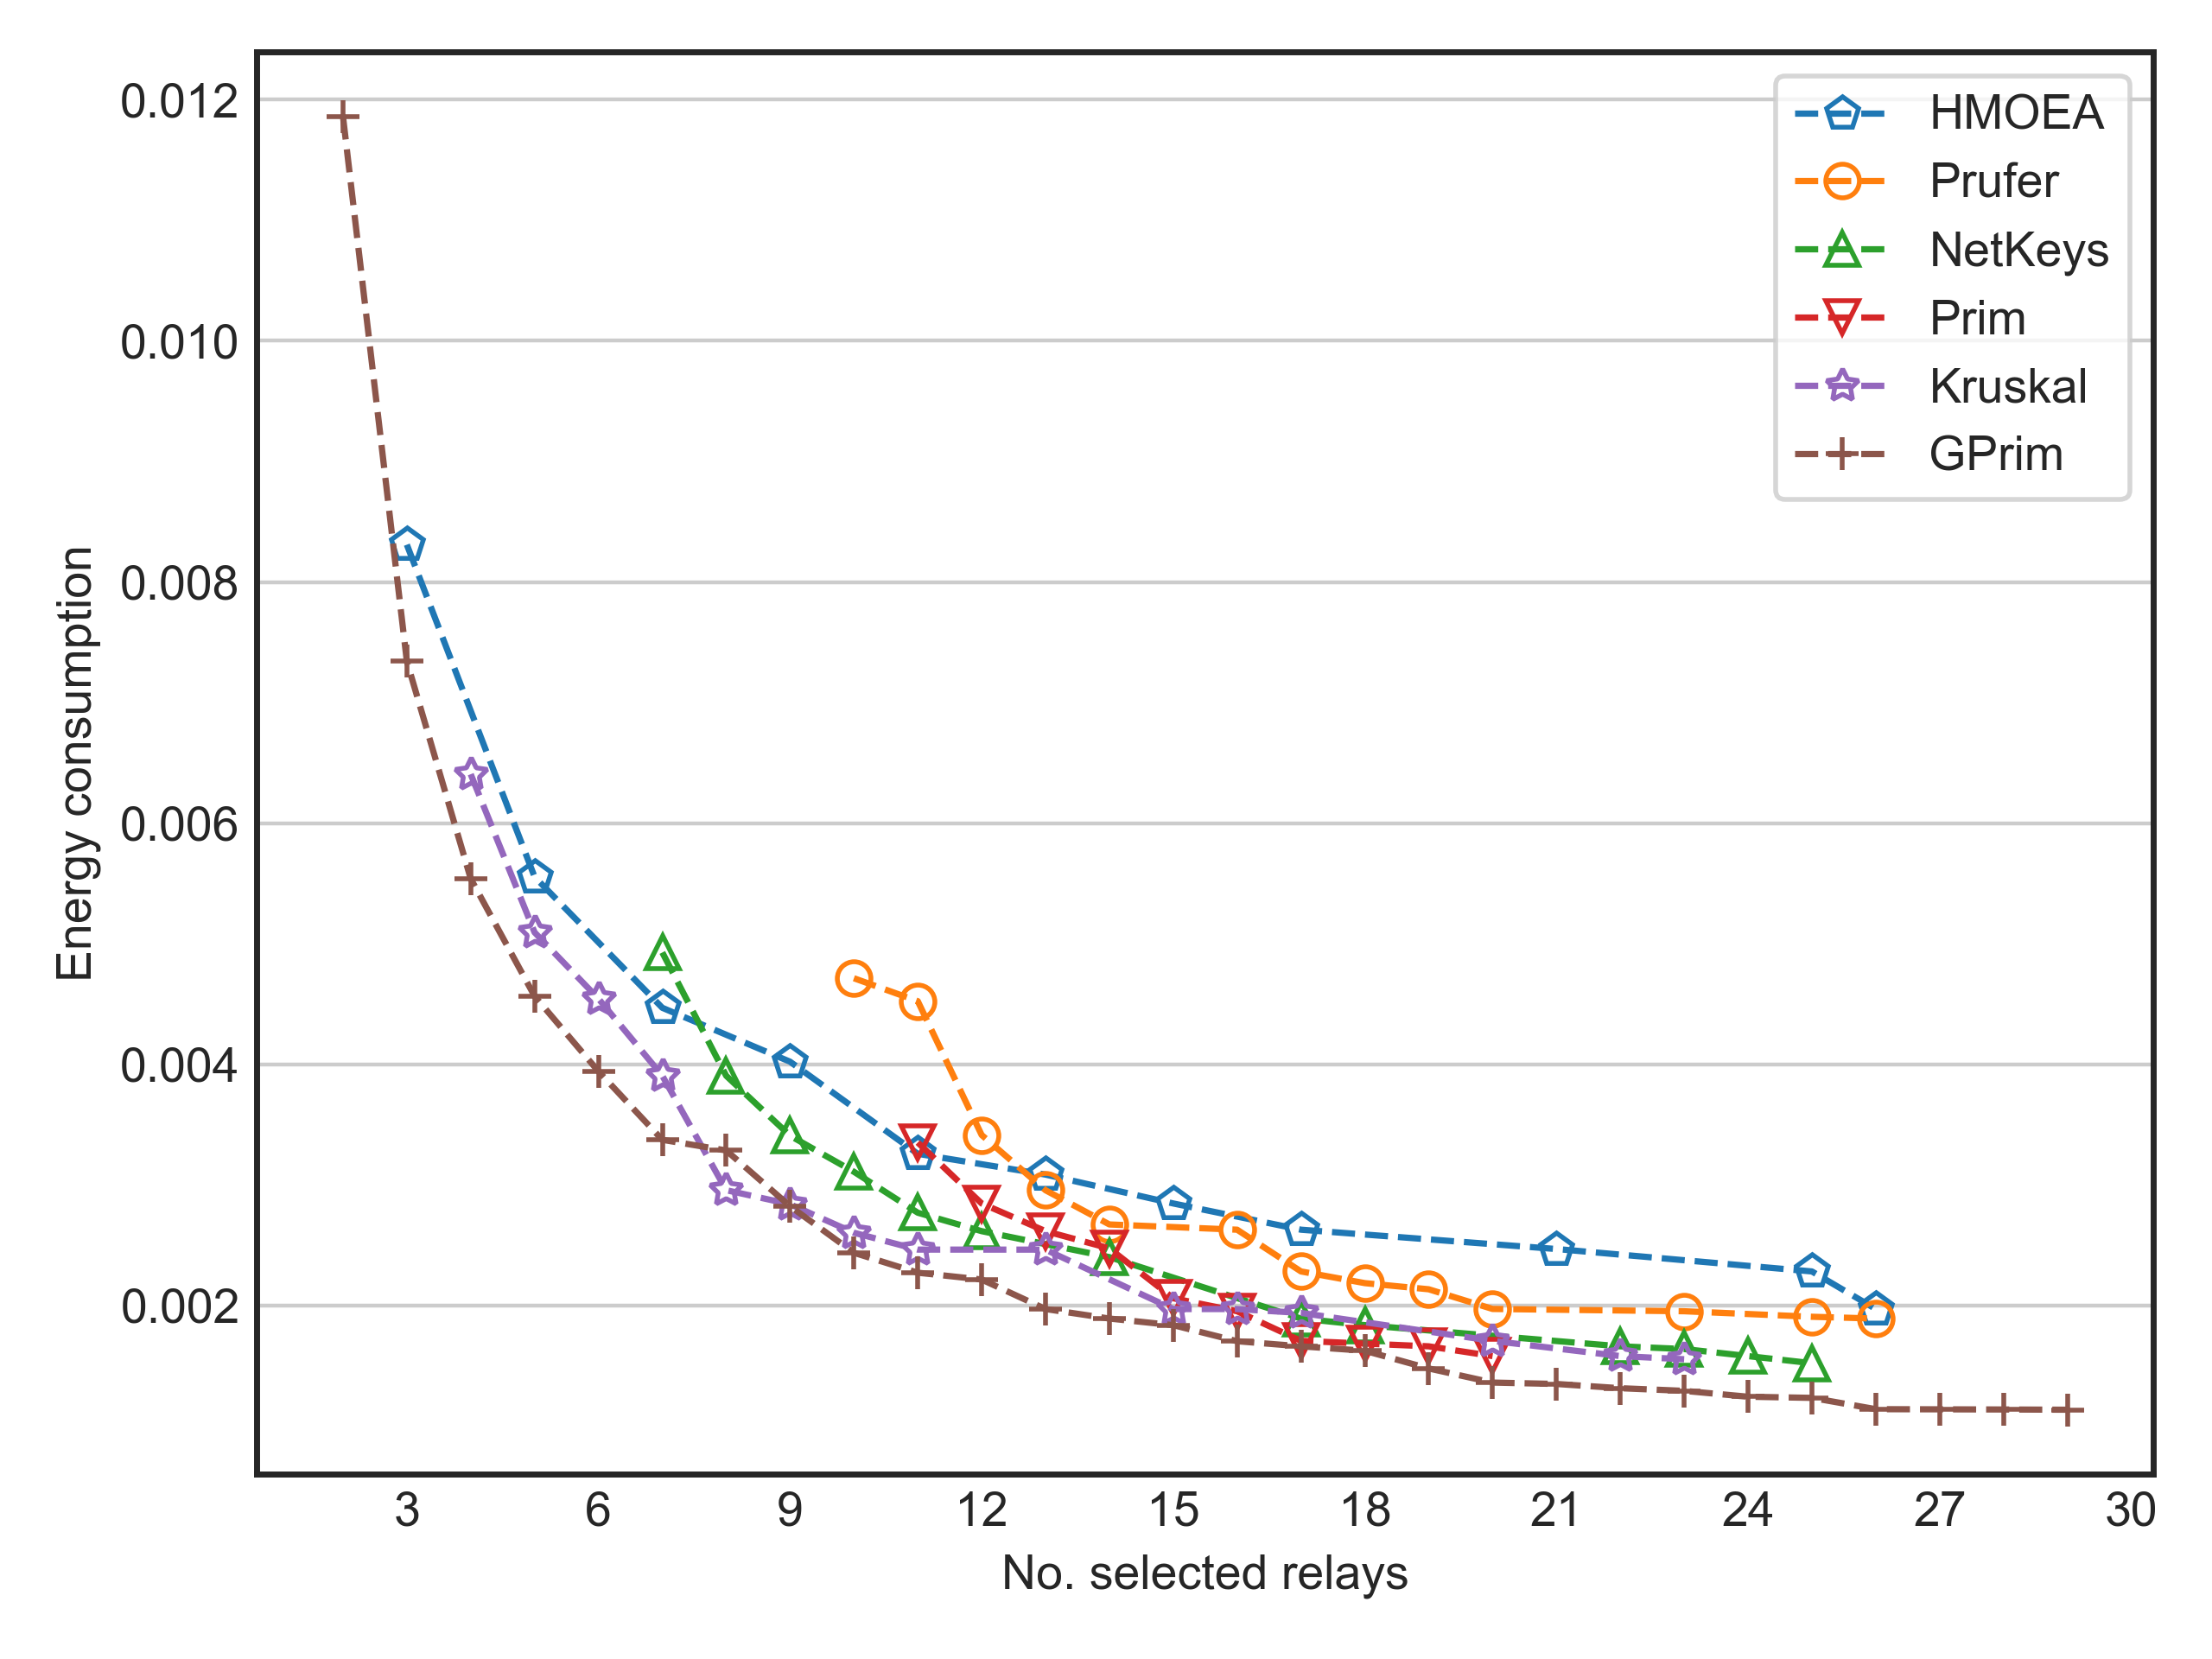 0.012
0.010
0.008
0.006
0.004
0.002
Energy consumption
3 6 9 12 15 18 21 24 27 30
No. selected relays
HMOEA
Prufer
NetKeys
Prim
Kruskal
GPrim